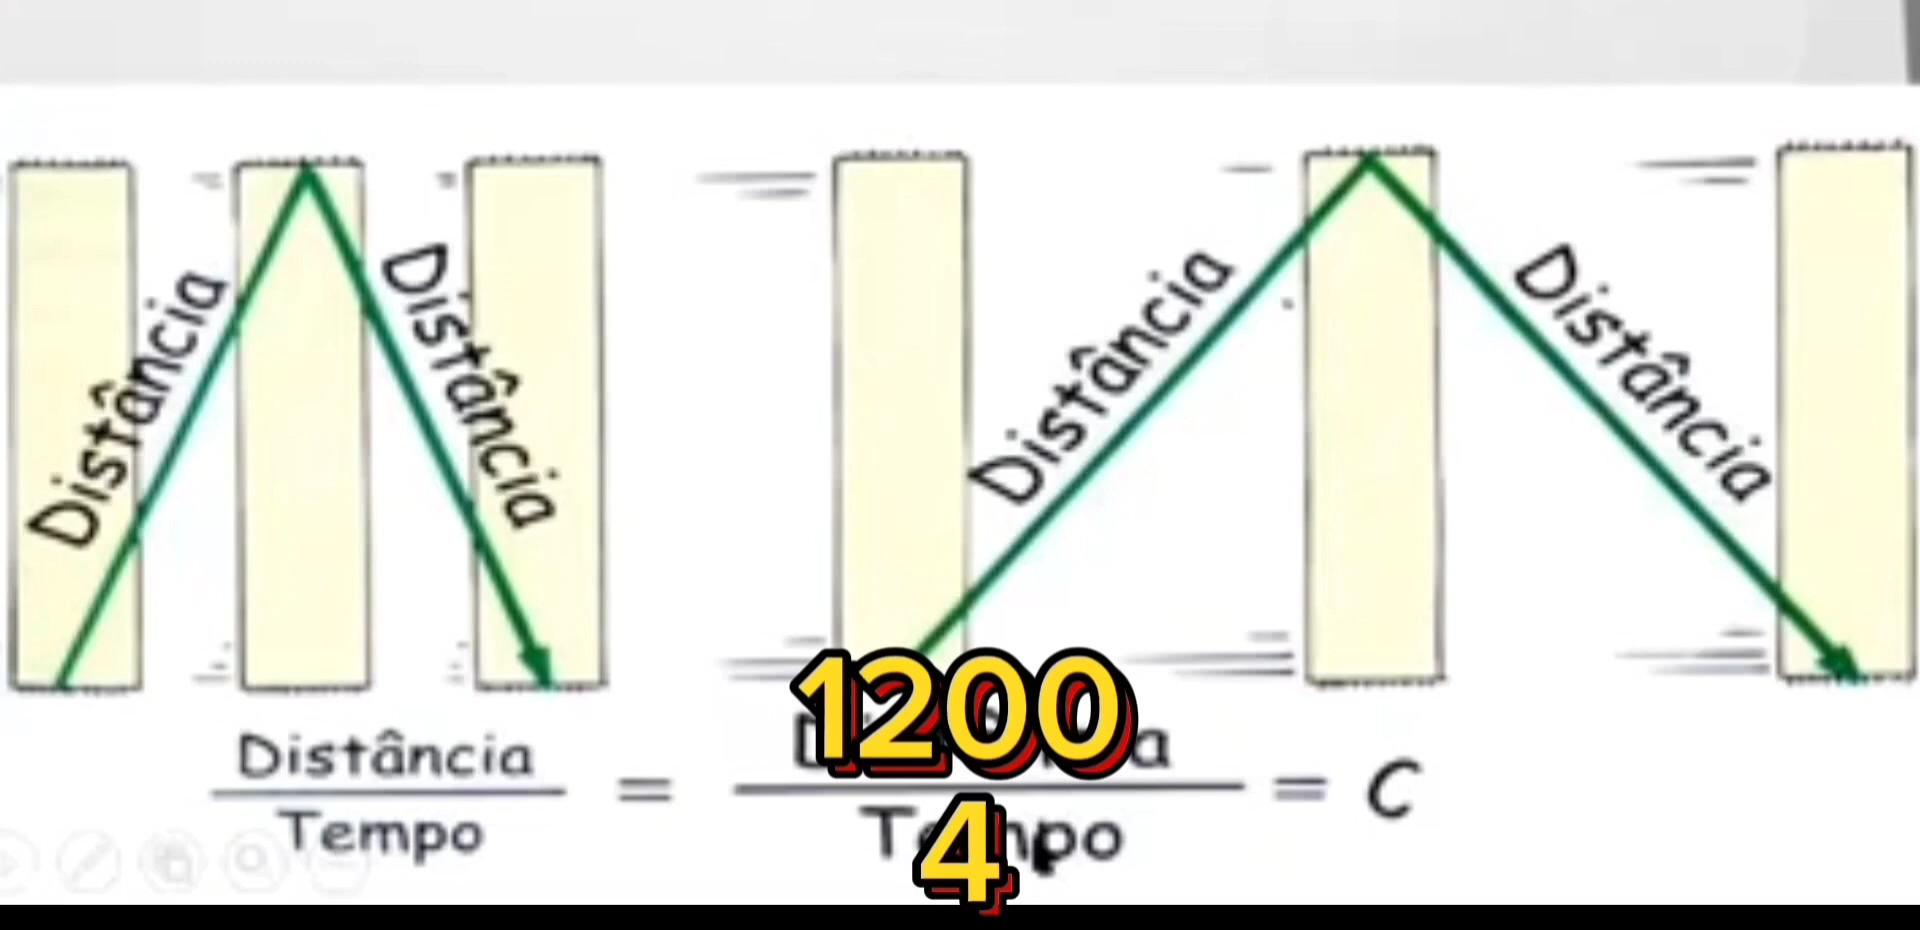 Distância
Distância
Distância
Distância
Distância
Tempo
=
1200
4
= C